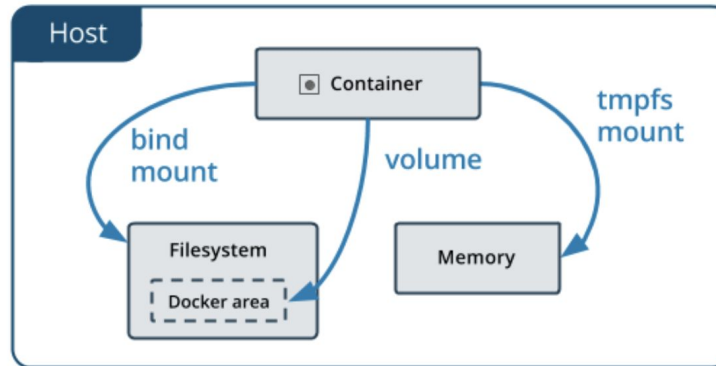 Host
Container
bind
mount
volume
tmpfs
mount
Filesystem
Docker area
Memory